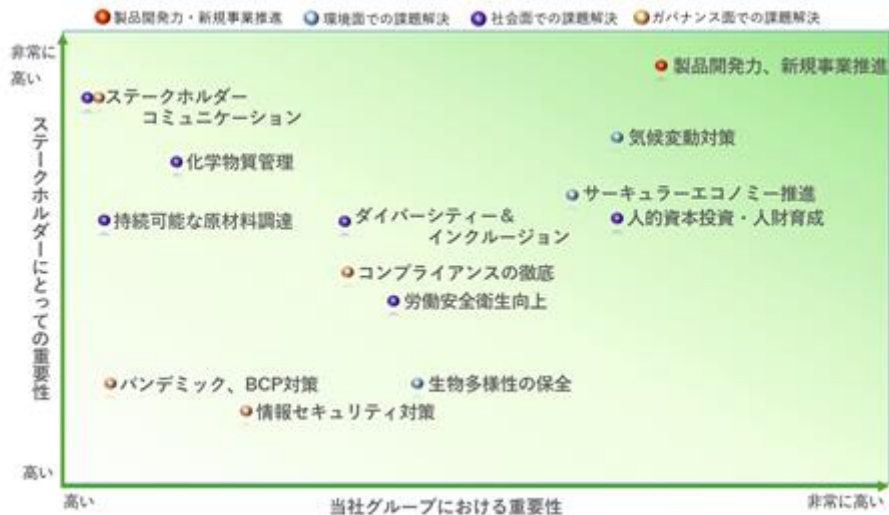 製品開発力・新規事業推進 環境面での課題解決 社会面での課題解決 ガバナンス面での課題解決
非常に
高い
製品開発力、新規事業推進
ステークホルダー
コミュニケーション
気候変動対策
化学物質管理
サーキュラーエコノミー推進
持続可能な原材料調達
ダイバーシティー&
インクルージョン
人的資本投資・人財育成
コンプライアンスの徹底
労働安全衛生向上
パンデミック、BCP対策
生物多様性の保全
情報セキュリティ対策
ステークホルダーにとっての重要性
高い
高い
当社グループにおける重要性
非常に高い